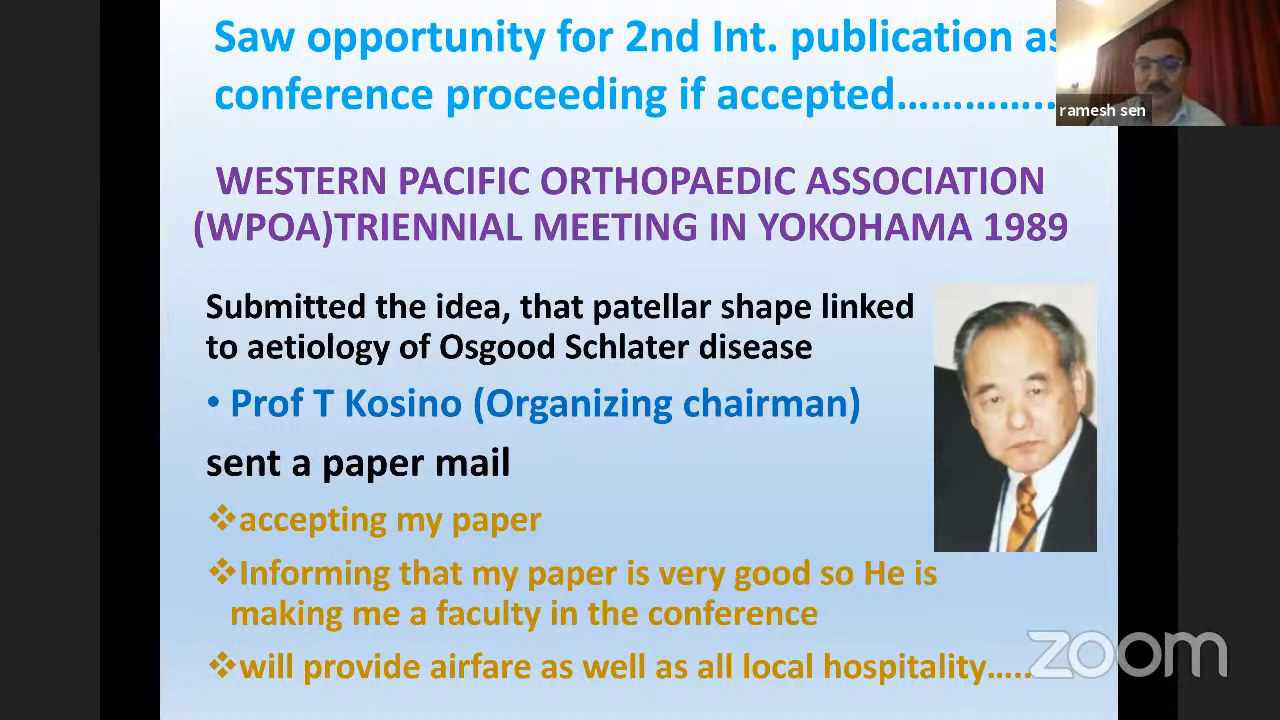 Saw opportunity for 2nd Int. publication as
conference proceeding if accepted…………..
ramesh sen
WESTERN PACIFIC ORTHOPAEDIC ASSOCIATION
(WPOA)TRIENNIAL MEETING IN YOKOHAMA 1989
Submitted the idea, that patellar shape linked
to aetiology of Osgood Schlater disease
• Prof T Kosino (Organizing chairman)
sent a paper mail
❖accepting my paper
❖Informing that my paper is very good so He is
making me a faculty in the conference
❖will provide airfare as well as all local hospitality…..
zoom